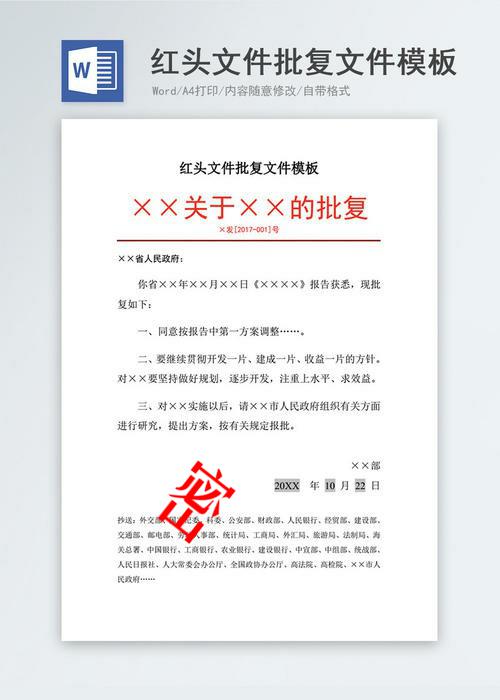 W
红头文件批复文件模板
Word/A4打印/内容随意修改/自带格式
红头文件批复文件模板
××关于××的批复
×发[2017-001]号
××省人民政府：
你省××年××月××日《××××》报告获悉，现批
复如下：
一、同意按报告中第一方案调整……。
二、要继续贯彻开发一片、建成一片、收益一片的方针。
对××要坚持做好规划，逐步开发，注重上水平、求效益。
三、对××实施以后，请××市人民政府组织有关方面
进行研究，提出方案，按有关规定报批。
××部
20XX 年 10 月 22 日
密
抄送：外交部、国家纪委、科委、公安部、财政部、人民银行、经贸部、建设部、
交通部、邮电部、劳动人事部、统计局、工商局、外汇局、旅游局、法制局、海
关总署、中国银行、工商银行、农业银行、建设银行、中宣部、中组部、统战部、
人民日报社、人大常委会办公厅、全国政协办公厅、高法院、高检院、××市人
民政府……